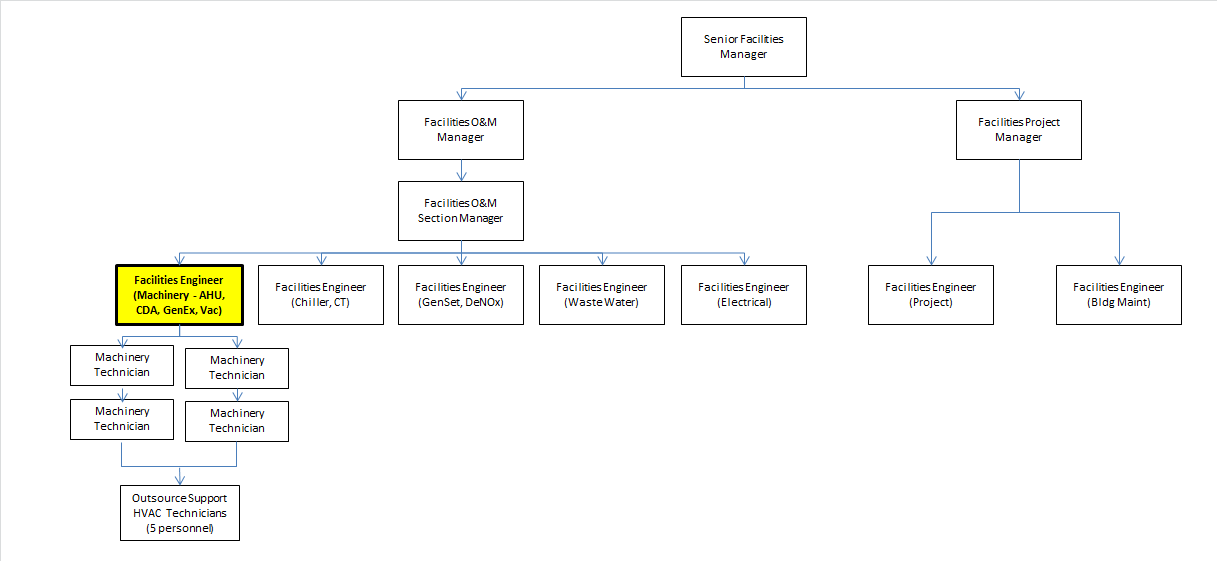 Senior Facilities
Manager
Facilities O&M
Manager
Facilities Project
Manager
Facilities O&M
Section Manager
Facilities Engineer
(Machinery - AHU,
CDA, GenEx, Vac)
Facilities Engineer
(Chiller, CT)
Facilities Engineer
(GenSet, DeNOx)
Facilities Engineer
(Waste Water)
Facilities Engineer
(Electrical)
Facilities Engineer
(Project)
Facilities Engineer
(Bldg Maint)
Machinery
Technician
Machinery
Technician
Machinery
Technician
Machinery
Technician
Outsource Support
HVAC Technicians
(5 personnel)